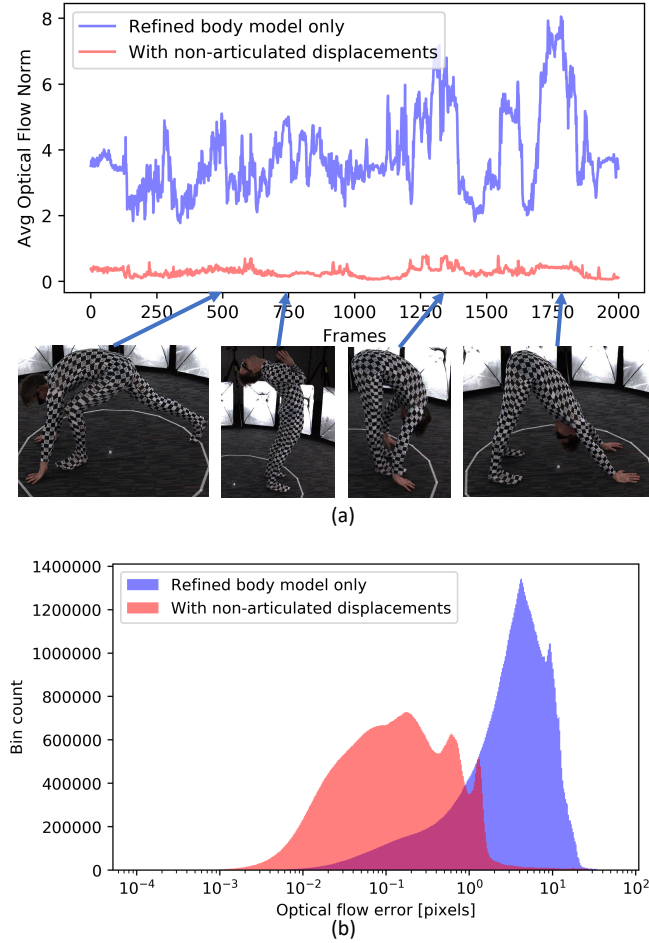 8
6
4
2
0
Avg Optical Flow Norm
Refined body model only
With non-articulated displacements
0 250 500 750 1000 1250 1500 1750 2000
Frames
(a)
1400000
1200000
1000000
800000
600000
400000
200000
0
Bin count
Refined body model only
With non-articulated displacements
10⁻⁴ 10⁻³ 10⁻² 10⁻¹ 10⁰ 10¹ 10²
Optical flow error [pixels]
(b)